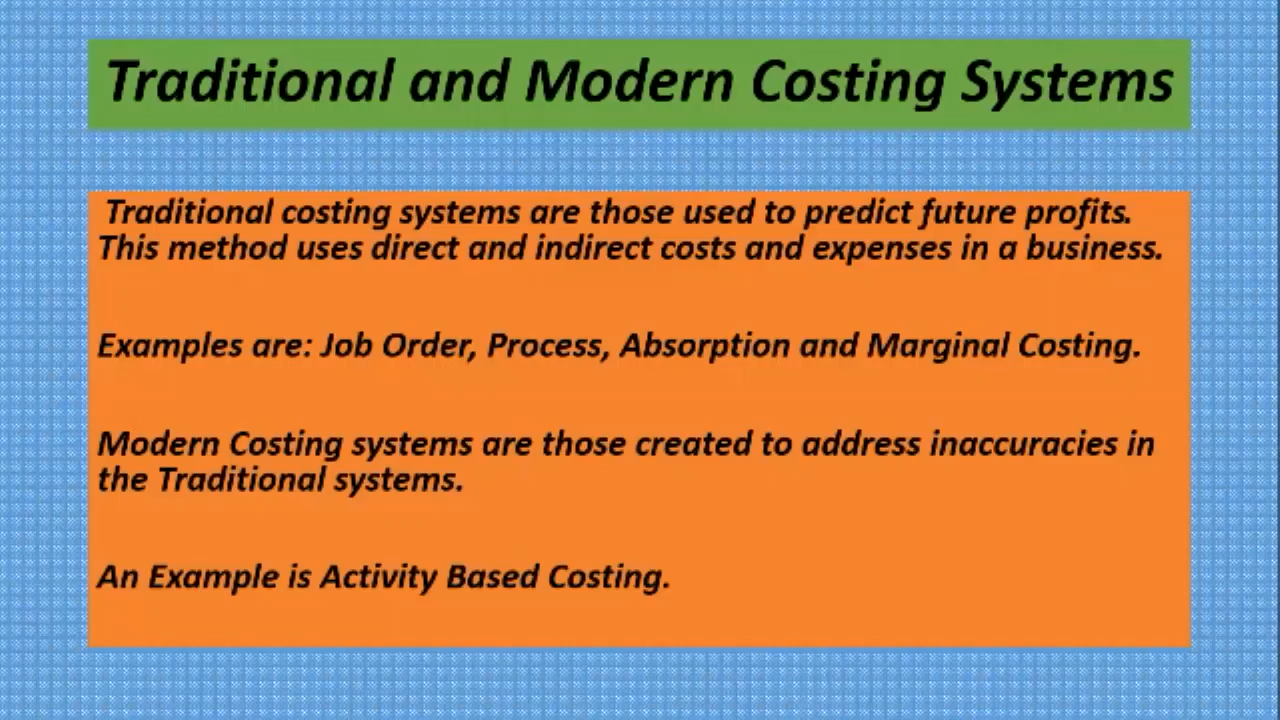 Traditional and Modern Costing Systems
Traditional costing systems are those used to predict future profits.
This method uses direct and indirect costs and expenses in a business.
Examples are: Job Order, Process, Absorption and Marginal Costing.
Modern Costing systems are those created to address inaccuracies in
the Traditional systems.
An Example is Activity Based Costing.